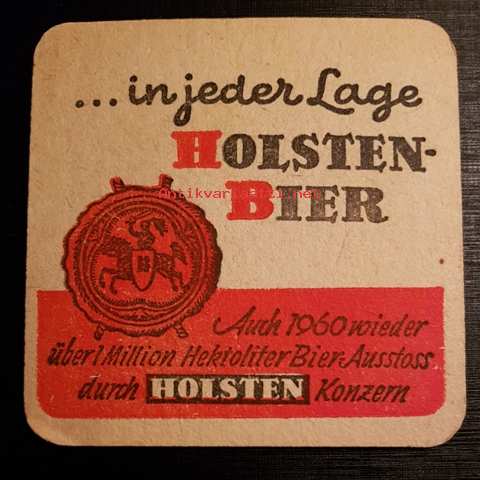 ...in jeder Lage
HOLSTEN-
BIER
Auch 1960 wieder
über 1 Million Hektoliter Bier-Ausstoss
durch HOLSTEN Konzern